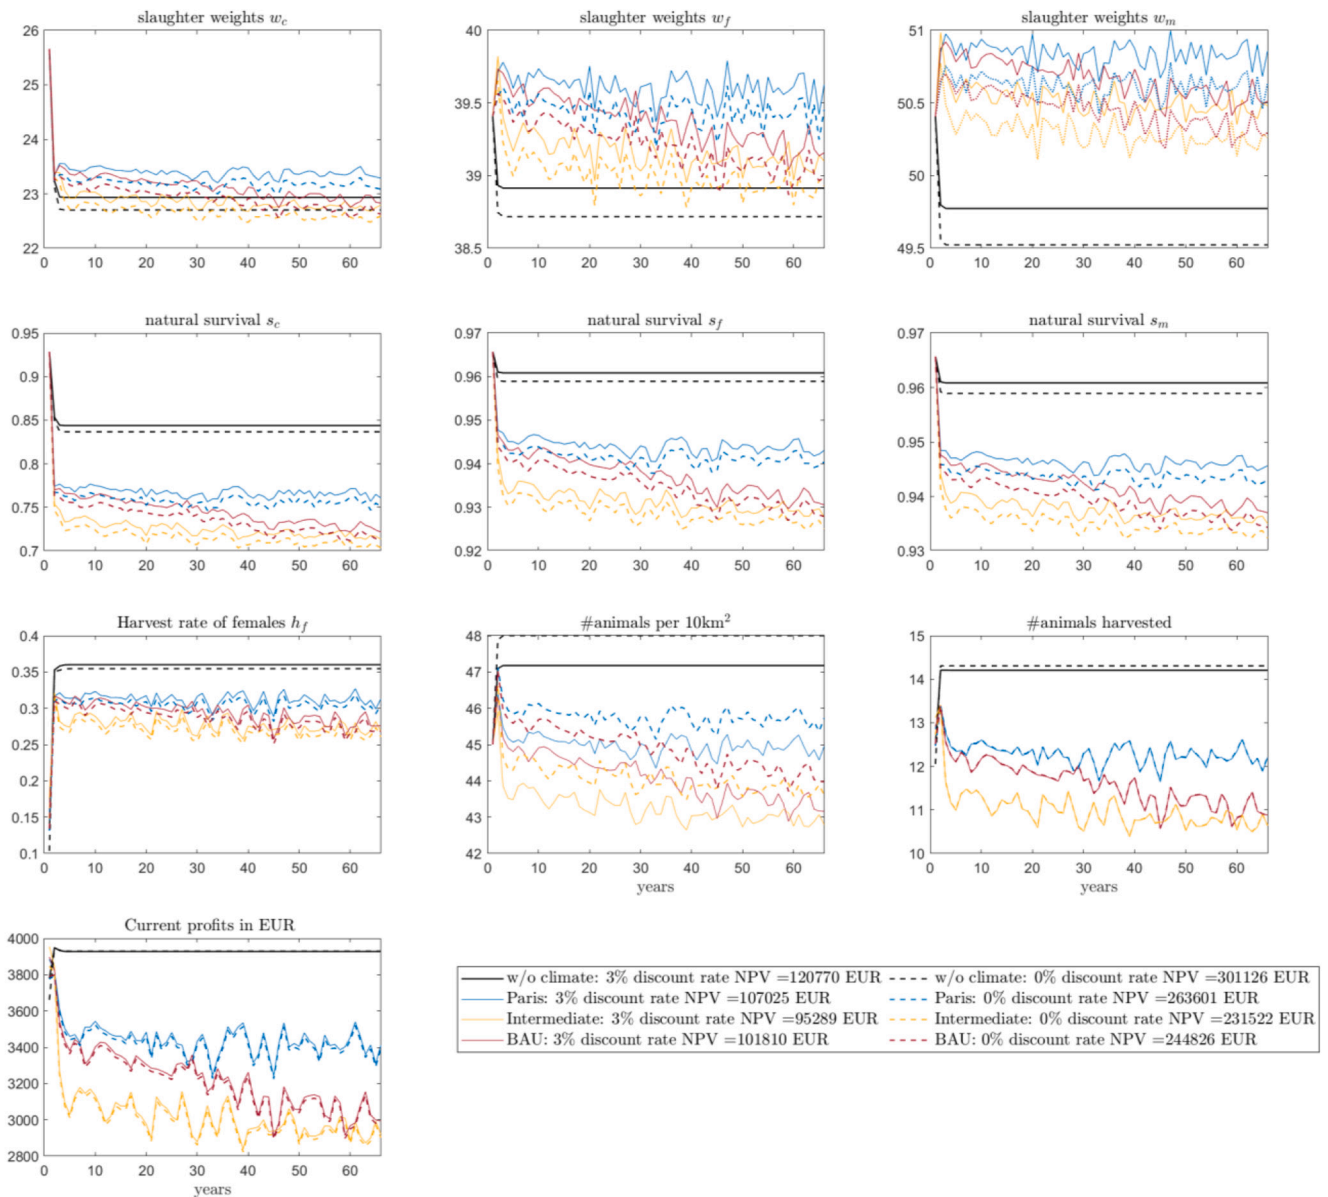 slaughter weights w_c
26
25
24
23
22
0 10 20 30 40 50 60
slaughter weights w_f
40
39.5
39
38.5
0 10 20 30 40 50 60
slaughter weights w_m
51
50.5
50
49.5
0 10 20 30 40 50 60
natural survival s_c
0.95
0.9
0.85
0.8
0.75
0.7
0 10 20 30 40 50 60
natural survival s_f
0.97
0.96
0.95
0.94
0.93
0.92
0 10 20 30 40 50 60
natural survival s_m
0.97
0.96
0.95
0.94
0.93
0 10 20 30 40 50 60
Harvest rate of females h_f
0.4
0.35
0.3
0.25
0.2
0.15
0.1
0 10 20 30 40 50 60
#animals per 10km²
48
47
46
45
44
43
42
0 10 20 30 40 50 60
years
#animals harvested
15
14
13
12
11
10
0 10 20 30 40 50 60
years
Current profits in EUR
4000
3800
3600
3400
3200
3000
2800
0 10 20 30 40 50 60
years
w/o climate: 3% discount rate NPV =120770 EUR
Paris: 3% discount rate NPV =107025 EUR
Intermediate: 3% discount rate NPV =95289 EUR
BAU: 3% discount rate NPV =101810 EUR
w/o climate: 0% discount rate NPV =301126 EUR
Paris: 0% discount rate NPV =263601 EUR
Intermediate: 0% discount rate NPV =231522 EUR
BAU: 0% discount rate NPV =244826 EUR